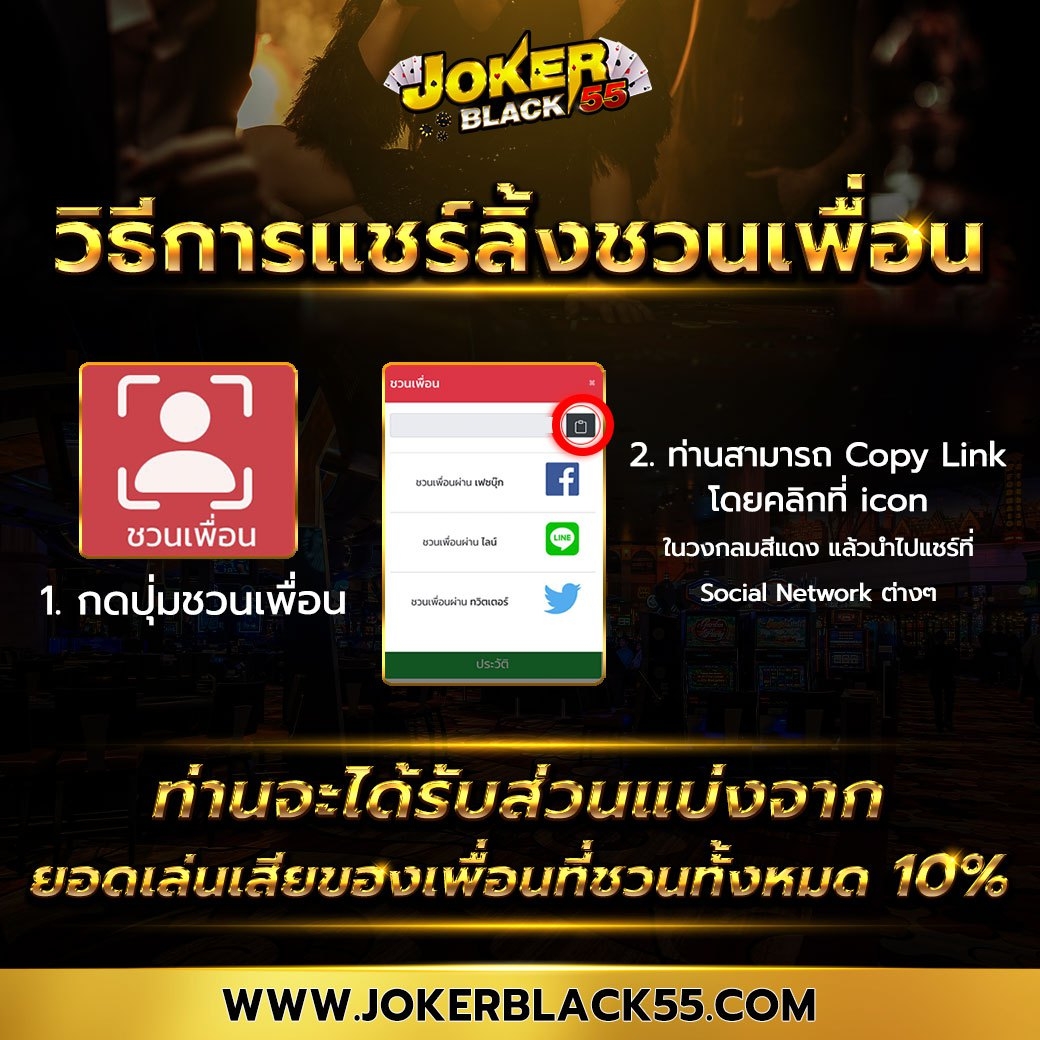 JOKER
BLACK 55
วิธีการแชร์ลิ้งชวนเพื่อน
ชวนเพื่อน
1. กดปุ่มชวนเพื่อน
ชวนเพื่อน
ชวนเพื่อนผ่าน เฟซบุ๊ก
ชวนเพื่อนผ่าน ไลน์
LINE
ชวนเพื่อนผ่าน ทวิตเตอร์
ประวัติ
2. ท่านสามารถ Copy Link
โดยคลิกที่ icon
ในวงกลมสีแดง แล้วนำไปแชร์ที่
Social Network ต่างๆ
ท่านจะได้รับส่วนแบ่งจาก
ยอดเล่นเสียของเพื่อนที่ชวนทั้งหมด 10%
WWW.JOKERBLACK55.COM